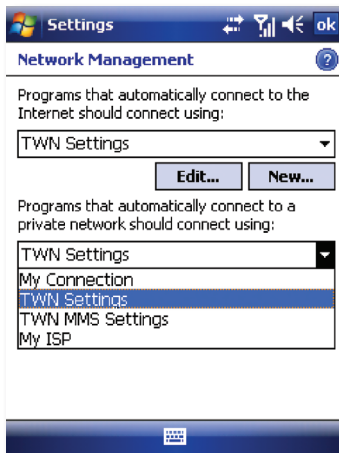 Settings
ok
Network Management
?
Programs that automatically connect to the
Internet should connect using:
TWN Settings
Edit...
New...
Programs that automatically connect to a
private network should connect using:
TWN Settings
My Connection
TWN Settings
TWN MMS Settings
My ISP